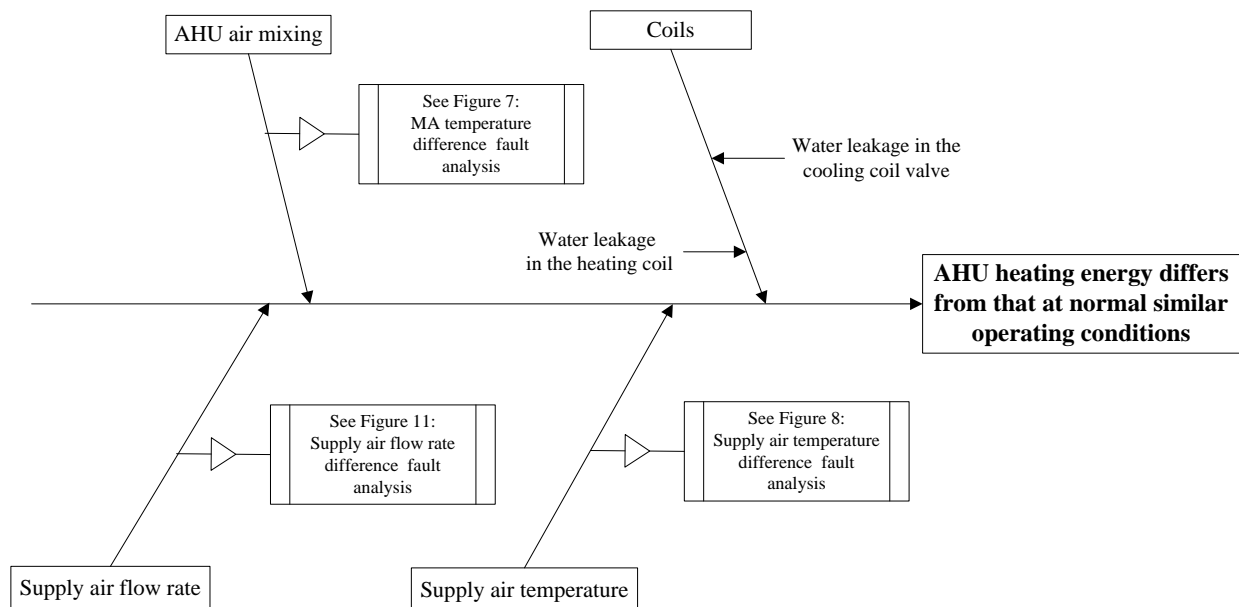 AHU air mixing
Coils
See Figure 7:
MA temperature
difference fault
analysis
Water leakage in the
cooling coil valve
Water leakage
in the heating coil
AHU heating energy differs
from that at normal similar
operating conditions
See Figure 11:
Supply air flow rate
difference fault
analysis
See Figure 8:
Supply air temperature
difference fault
analysis
Supply air flow rate
Supply air temperature